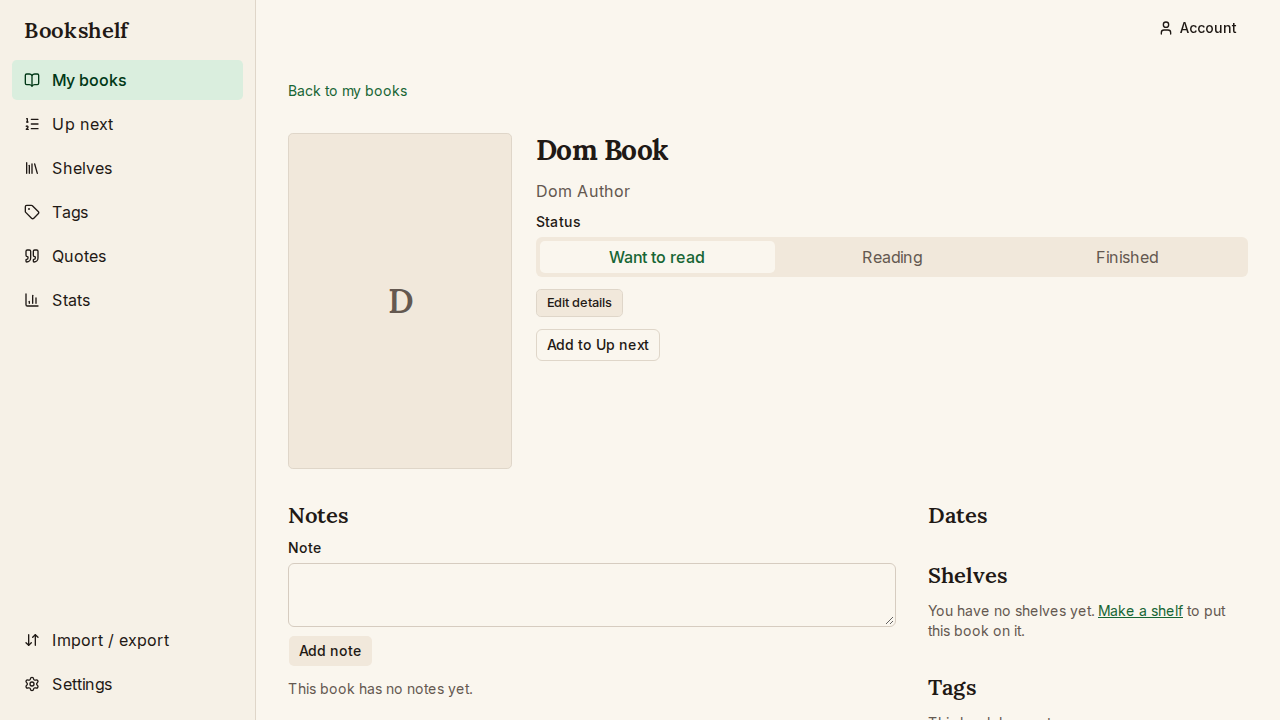 Bookshelf
My books
Up next
Shelves
Tags
Quotes
Stats
Import / export
Settings
Account
Back to my books
D
Dom Book
Dom Author
Status
Want to read
Reading
Finished
Edit details
Add to Up next
Notes
Note
Add note
This book has no notes yet.
Dates
Shelves
You have no shelves yet. Make a shelf to put
this book on it.
Tags